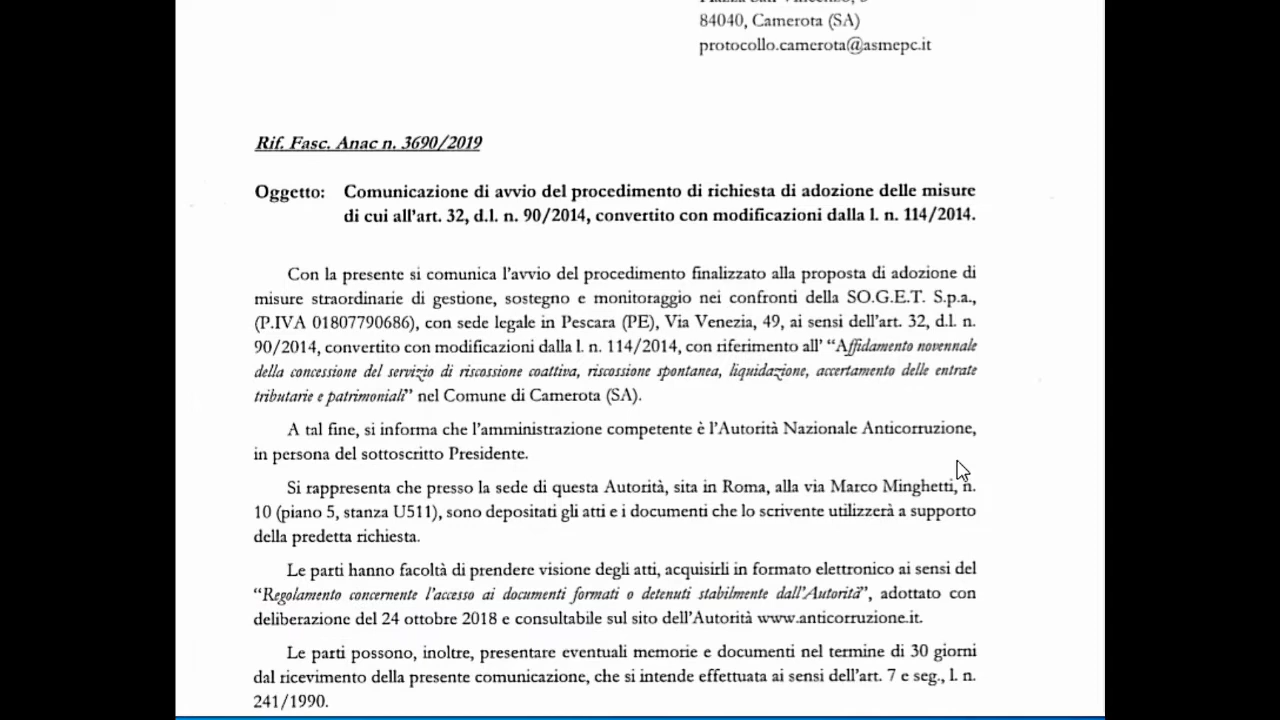 84040, Camerota (SA)
protocollo.camerota@asmepc.it
Rif. Fasc. Anac n. 3690/2019
Oggetto: Comunicazione di avvio del procedimento di richiesta di adozione delle misure
di cui all'art. 32, d.l. n. 90/2014, convertito con modificazioni dalla l. n. 114/2014.
Con la presente si comunica l'avvio del procedimento finalizzato alla proposta di adozione di
misure straordinarie di gestione, sostegno e monitoraggio nei confronti della SO.G.E.T. S.p.a.,
(P.IVA 01807790686), con sede legale in Pescara (PE), Via Venezia, 49, ai sensi dell'art. 32, d.l. n.
90/2014, convertito con modificazioni dalla l. n. 114/2014, con riferimento all' “Affidamento novennale
della concessione del servizio di riscossione coattiva, riscossione spontanea, liquidazione, accertamento delle entrate
tributarie e patrimoniali” nel Comune di Camerota (SA).
A tal fine, si informa che l'amministrazione competente è l'Autorità Nazionale Anticorruzione,
in persona del sottoscritto Presidente.
Si rappresenta che presso la sede di questa Autorità, sita in Roma, alla via Marco Minghetti, n.
10 (piano 5, stanza U511), sono depositati gli atti e i documenti che lo scrivente utilizzerà a supporto
della predetta richiesta.
Le parti hanno facoltà di prendere visione degli atti, acquisirli in formato elettronico ai sensi del
“Regolamento concernente l'accesso ai documenti formati o detenuti stabilmente dall'Autorità”, adottato con
deliberazione del 24 ottobre 2018 e consultabile sul sito dell'Autorità www.anticorruzione.it.
Le parti possono, inoltre, presentare eventuali memorie e documenti nel termine di 30 giorni
dal ricevimento della presente comunicazione, che si intende effettuata ai sensi dell'art. 7 e seg., l. n.
241/1990.